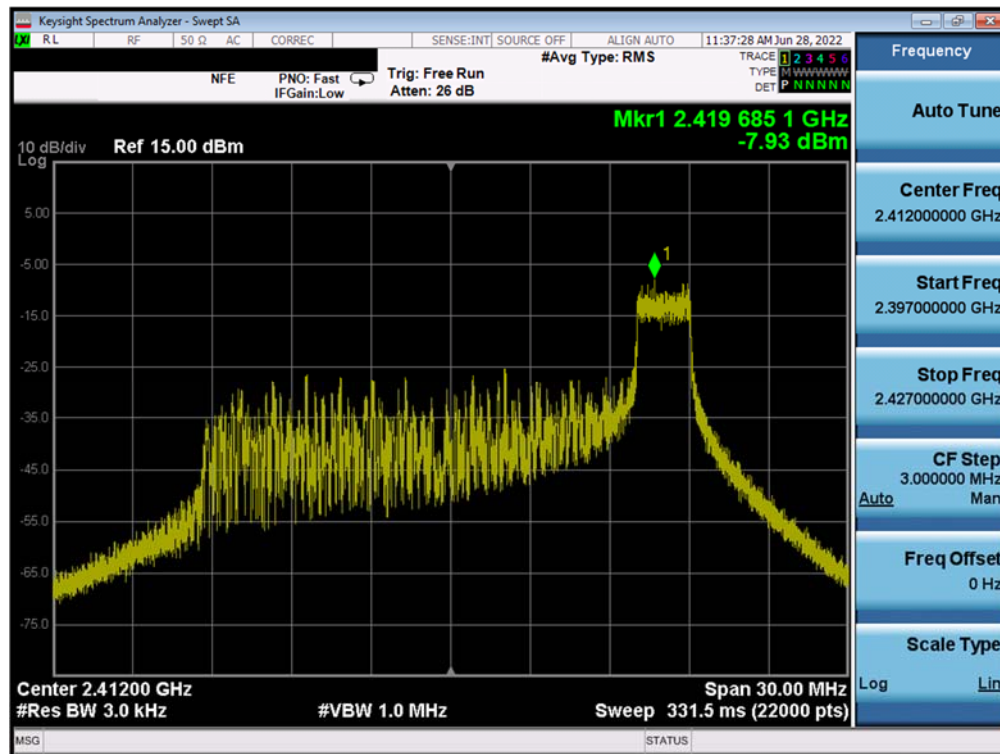 Keysight Spectrum Analyzer - Swept SA
LXI RL RF 50 Ω AC CORREC SENSE:INT SOURCE OFF ALIGN AUTO 11:37:28 AM Jun 28, 2022
NFE PNO: Fast Trig: Free Run #Avg Type: RMS TRACE 1 2 3 4 5 6
IFGain:Low Atten: 26 dB TYPE M WWWWW
DET P N N N N N
Mkr1 2.419 685 1 GHz
-7.93 dBm
10 dB/div Ref 15.00 dBm
Log
5.00
-5.00
1
-15.0
-25.0
-35.0
-45.0
-55.0
-65.0
-75.0
Center 2.41200 GHz Span 30.00 MHz
#Res BW 3.0 kHz #VBW 1.0 MHz Sweep 331.5 ms (22000 pts)
MSG STATUS
Frequency
Auto Tune
Center Freq
2.412000000 GHz
Start Freq
2.397000000 GHz
Stop Freq
2.427000000 GHz
CF Step
3.000000 MHz
Auto Man
Freq Offset
0 Hz
Scale Type
Log Lin